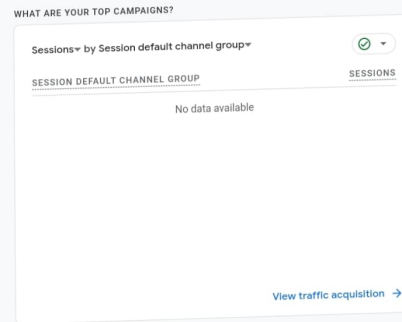 WHAT ARE YOUR TOP CAMPAIGNS?
Sessions by Session default channel group
SESSION DEFAULT CHANNEL GROUP SESSIONS
No data available
View traffic acquisition →